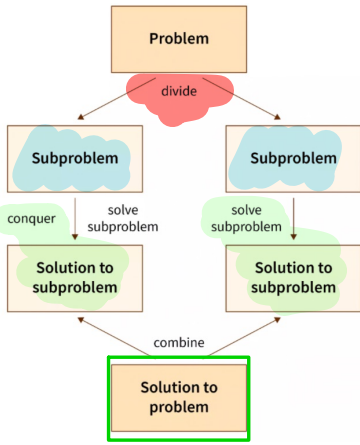 Problem
divide
Subproblem
Subproblem
conquer
solve
subproblem
solve
subproblem
Solution to
subproblem
Solution to
subproblem
combine
Solution to
problem